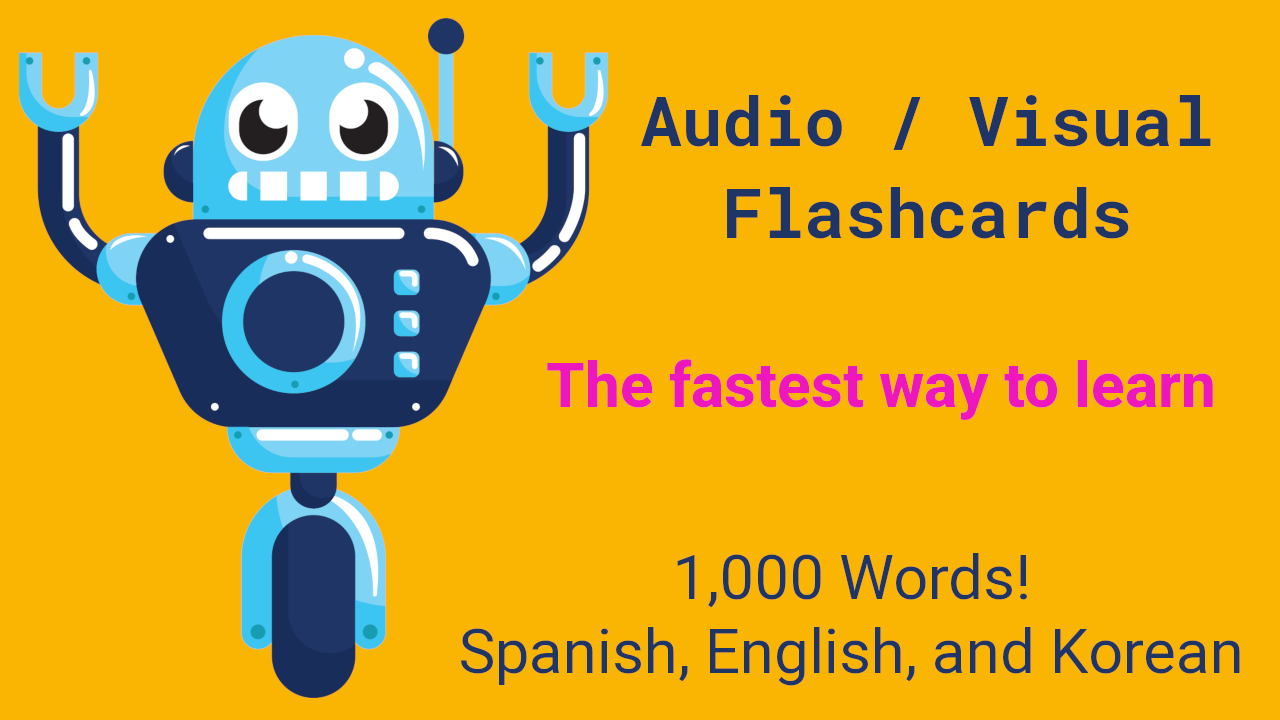 Audio / Visual
Flashcards
The fastest way to learn
1,000 Words!
Spanish, English, and Korean